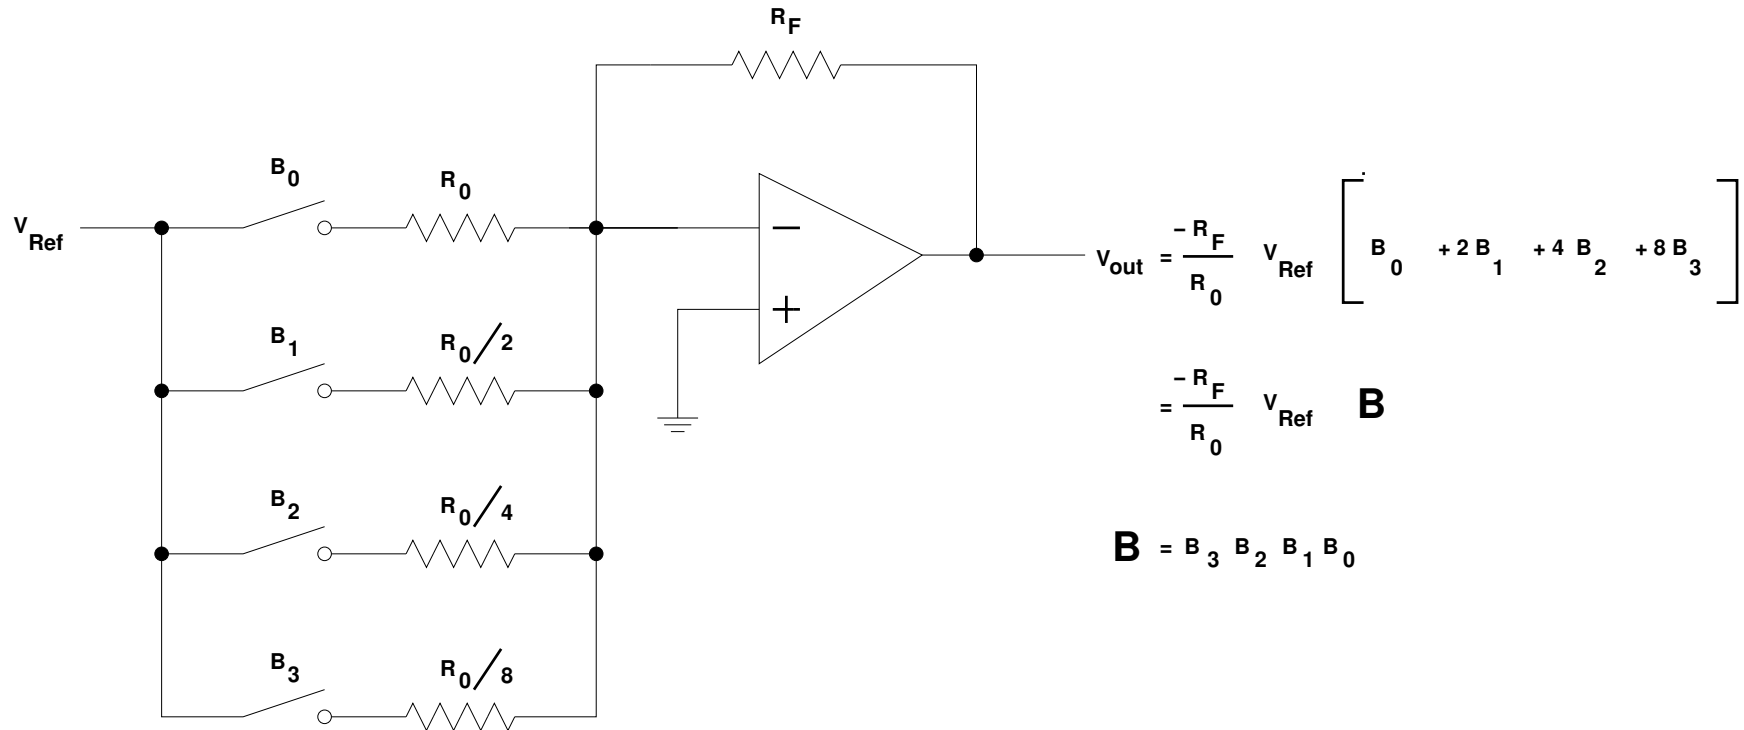 R_F
B_0
R_0
V_Ref
−
+
V_out = −R_F / R_0 V_Ref [ B_0 + 2 B_1 + 4 B_2 + 8 B_3 ]
B_1
R_0/2
= −R_F / R_0 V_Ref B
B_2
R_0/4
B = B_3 B_2 B_1 B_0
B_3
R_0/8